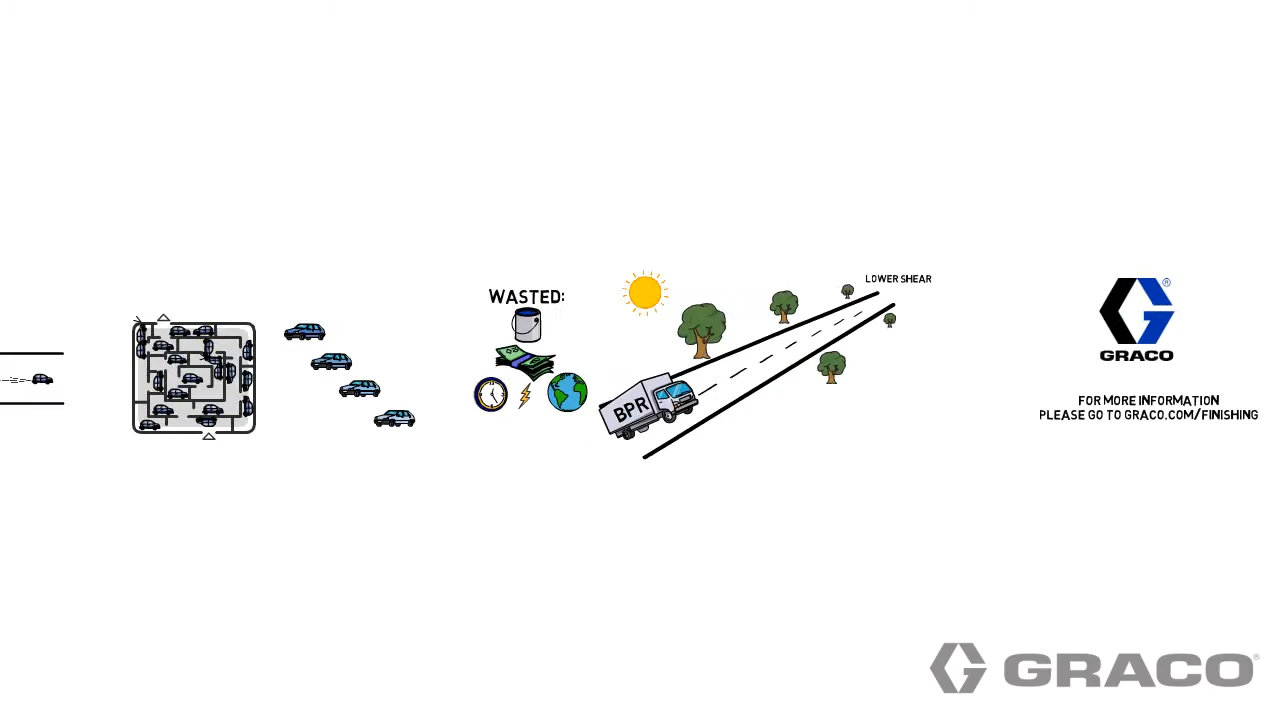 WASTED:
BPR
LOWER SHEAR
®
GRACO
FOR MORE INFORMATION
PLEASE GO TO GRACO.COM/FINISHING
GRACO®